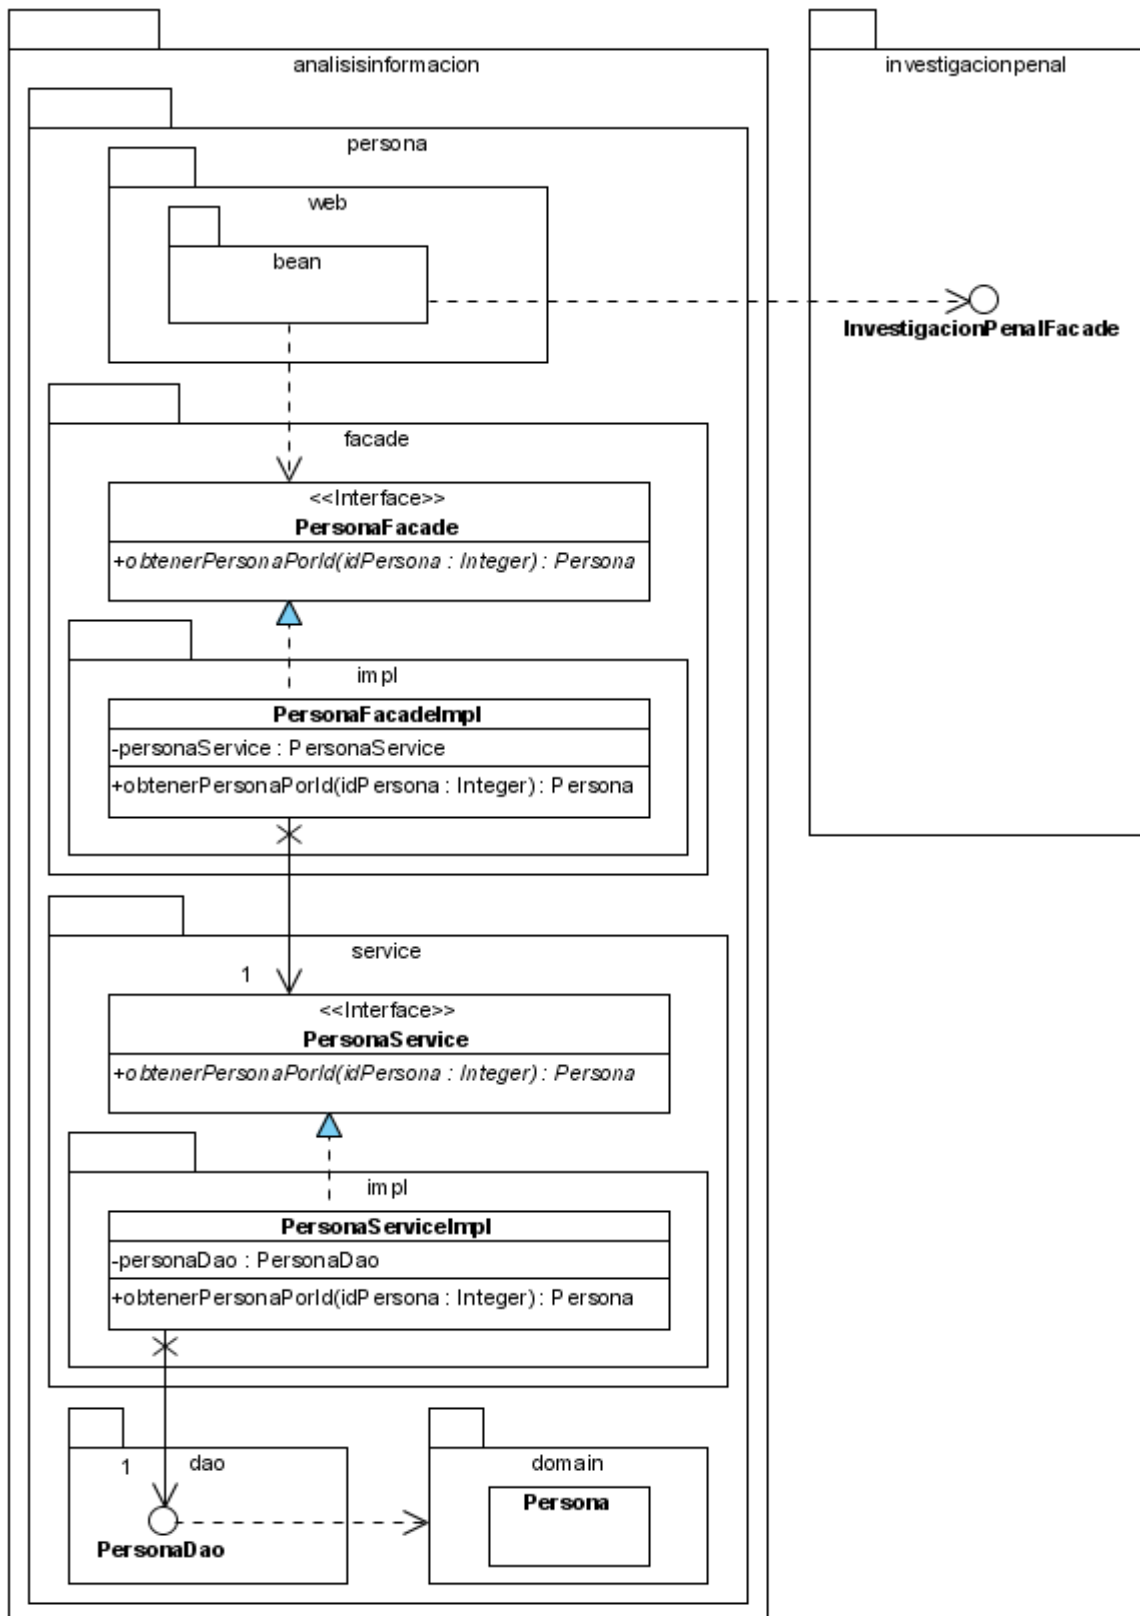 analisisinformacion
investigacionpenal
persona
web
bean
InvestigacionPenalFacade
facade
<<Interface>>
PersonaFacade
+obtenerPersonaPorId(idPersona : Integer) : Persona
impl
PersonaFacadeImpl
-personaService : PersonaService
+obtenerPersonaPorId(idPersona : Integer) : Persona
service
1
<<Interface>>
PersonaService
+obtenerPersonaPorId(idPersona : Integer) : Persona
impl
PersonaServiceImpl
-personaDao : PersonaDao
+obtenerPersonaPorId(idPersona : Integer) : Persona
1
dao
domain
Persona
PersonaDao